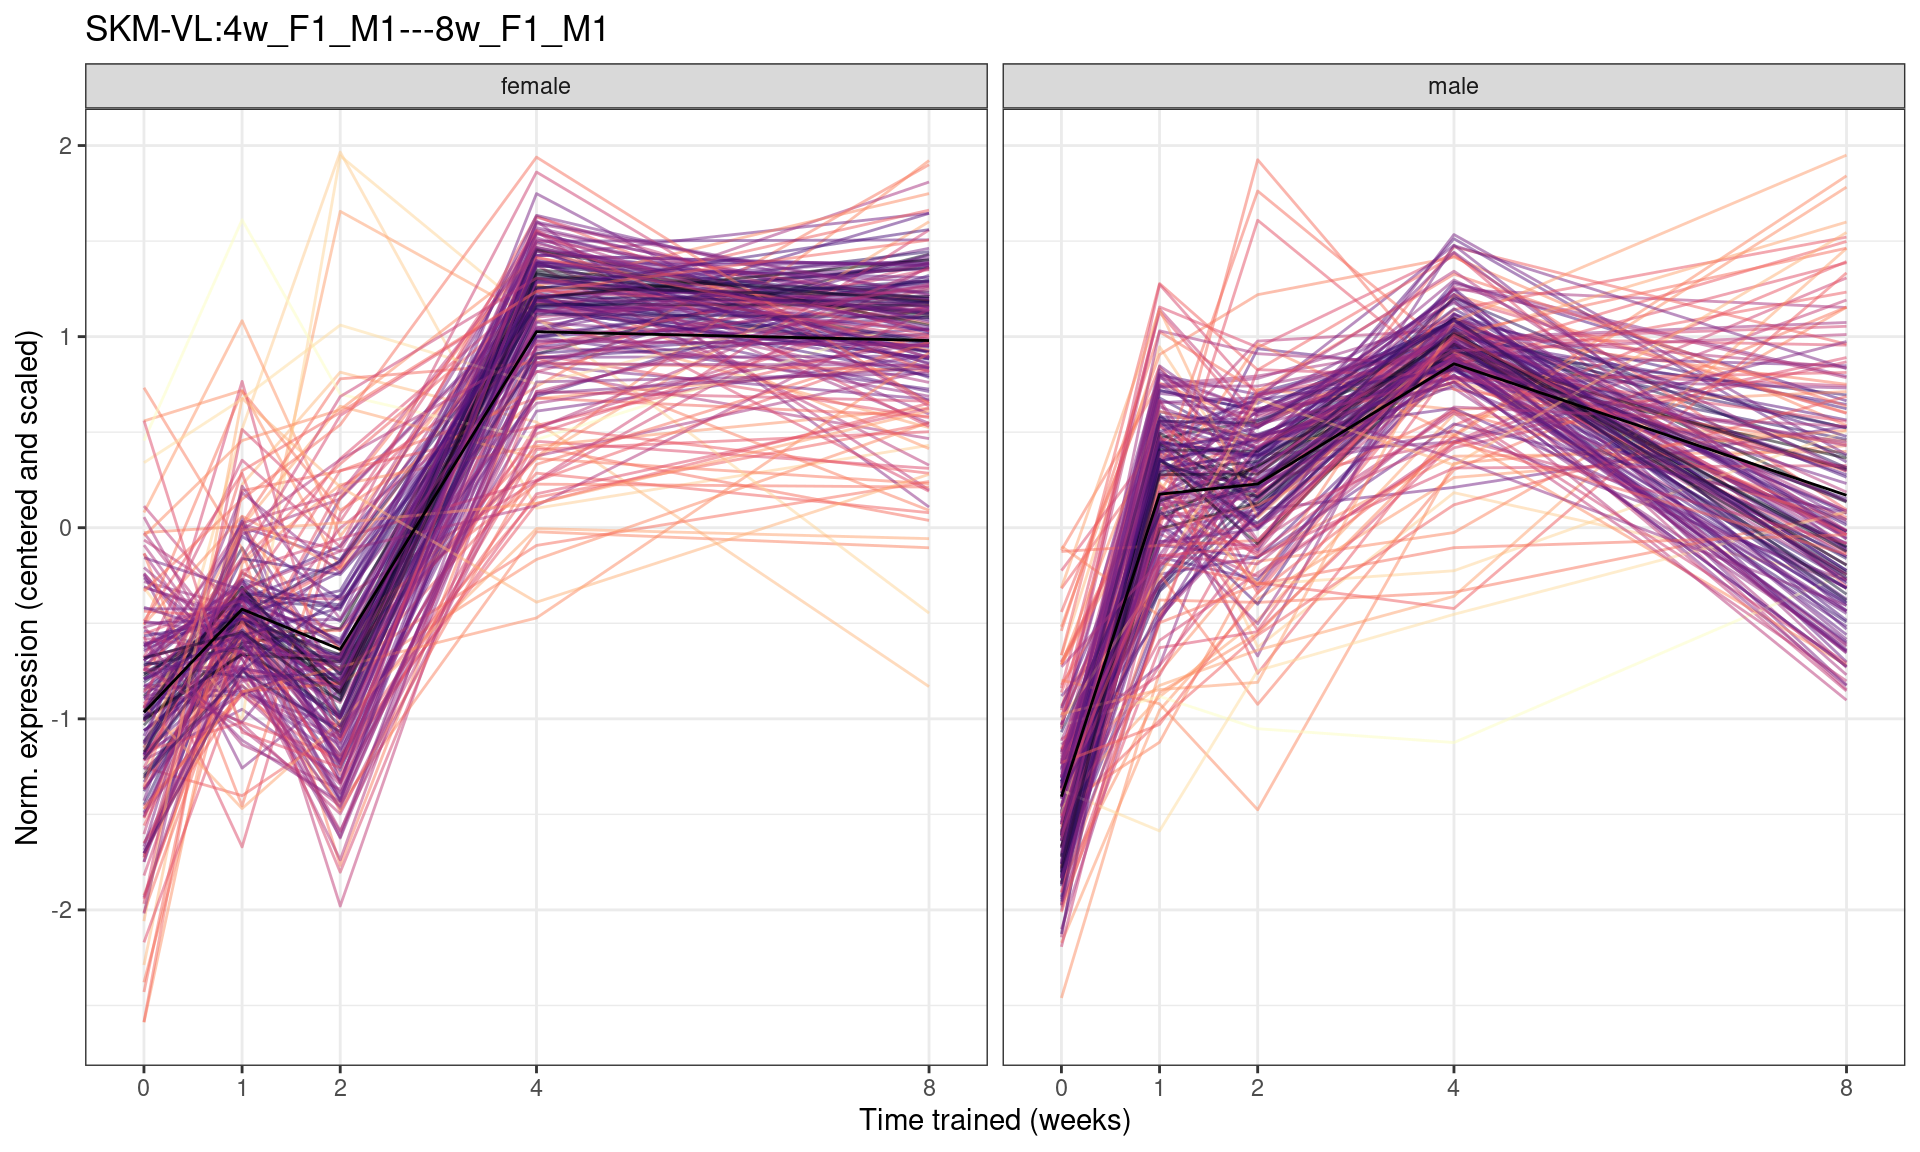 SKM-VL:4w_F1_M1---8w_F1_M1
female
male
Norm. expression (centered and scaled)
2
1
0
-1
-2
0 1 2 4 8
0 1 2 4 8
Time trained (weeks)